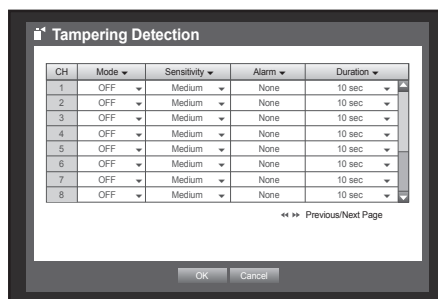 Tampering Detection
CH Mode Sensitivity Alarm Duration
1 OFF Medium None 10 sec
2 OFF Medium None 10 sec
3 OFF Medium None 10 sec
4 OFF Medium None 10 sec
5 OFF Medium None 10 sec
6 OFF Medium None 10 sec
7 OFF Medium None 10 sec
8 OFF Medium None 10 sec
Previous/Next Page
OK Cancel